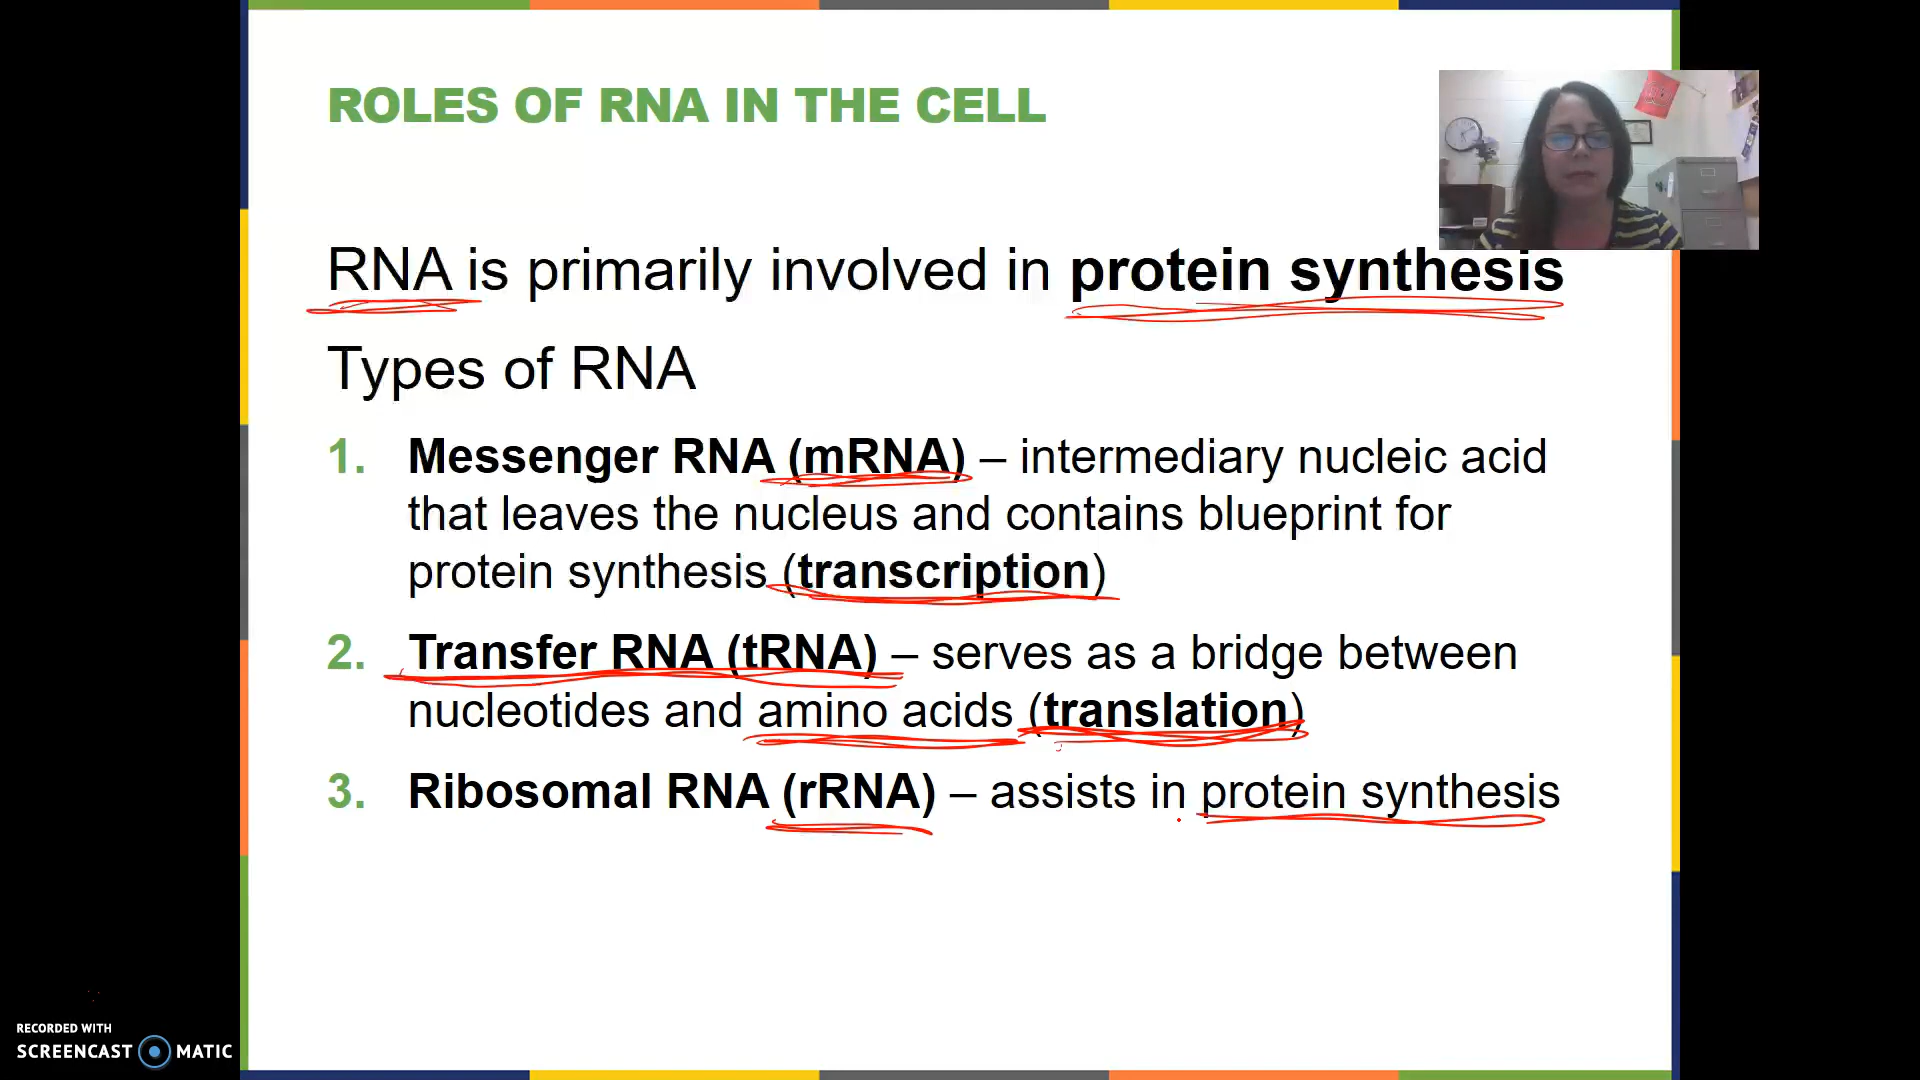 ROLES OF RNA IN THE CELL
RNA is primarily involved in protein synthesis
Types of RNA
1. Messenger RNA (mRNA) – intermediary nucleic acid
that leaves the nucleus and contains blueprint for
protein synthesis (transcription)
2. Transfer RNA (tRNA) – serves as a bridge between
nucleotides and amino acids (translation)
3. Ribosomal RNA (rRNA) – assists in protein synthesis
RECORDED WITH
SCREENCAST MATIC